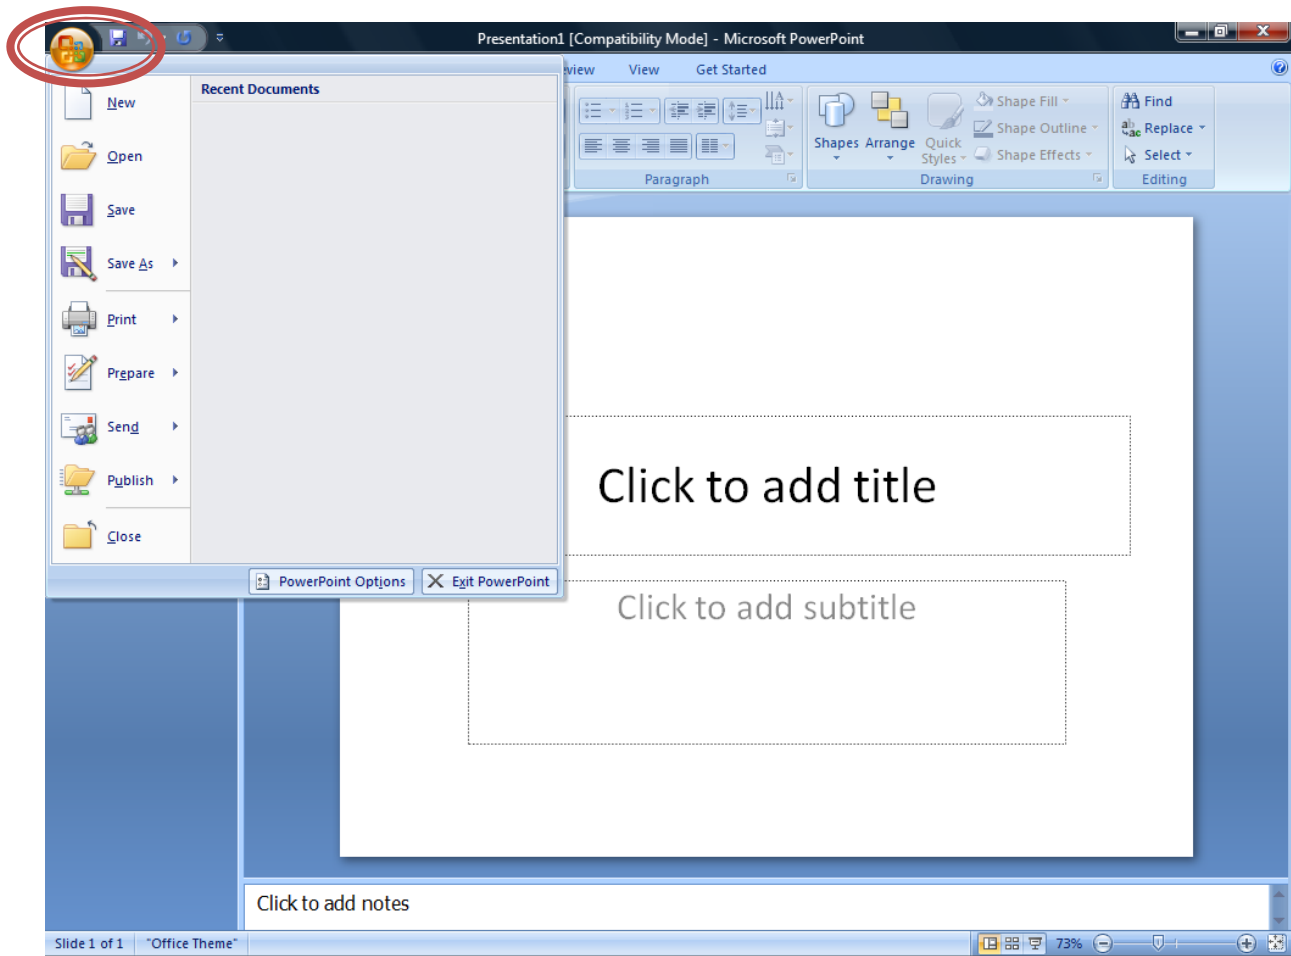 Presentation1 [Compatibility Mode] - Microsoft PowerPoint
view View Get Started
Recent Documents
New
Open
Save
Save As
Print
Prepare
Send
Publish
Close
PowerPoint Options
Exit PowerPoint
Shapes
Arrange
Quick
Styles
Shape Fill
Shape Outline
Shape Effects
Find
Replace
Select
Paragraph
Drawing
Editing
Click to add title
Click to add subtitle
Click to add notes
Slide 1 of 1
"Office Theme"
73%